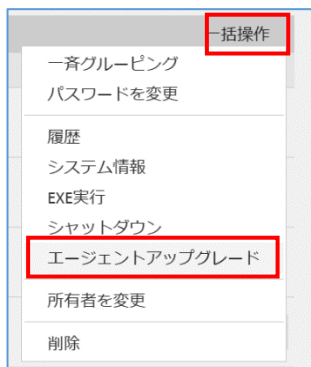 一括操作
一斉グルーピング
パスワードを変更
履歴
システム情報
EXE実行
シャットダウン
エージェントアップグレード
所有者を変更
削除